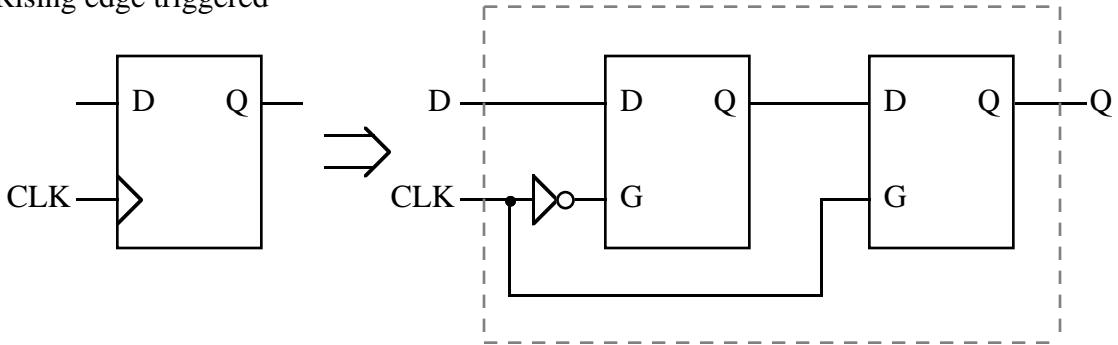 Rising edge triggered
D Q
CLK
D D Q D Q Q
CLK G G